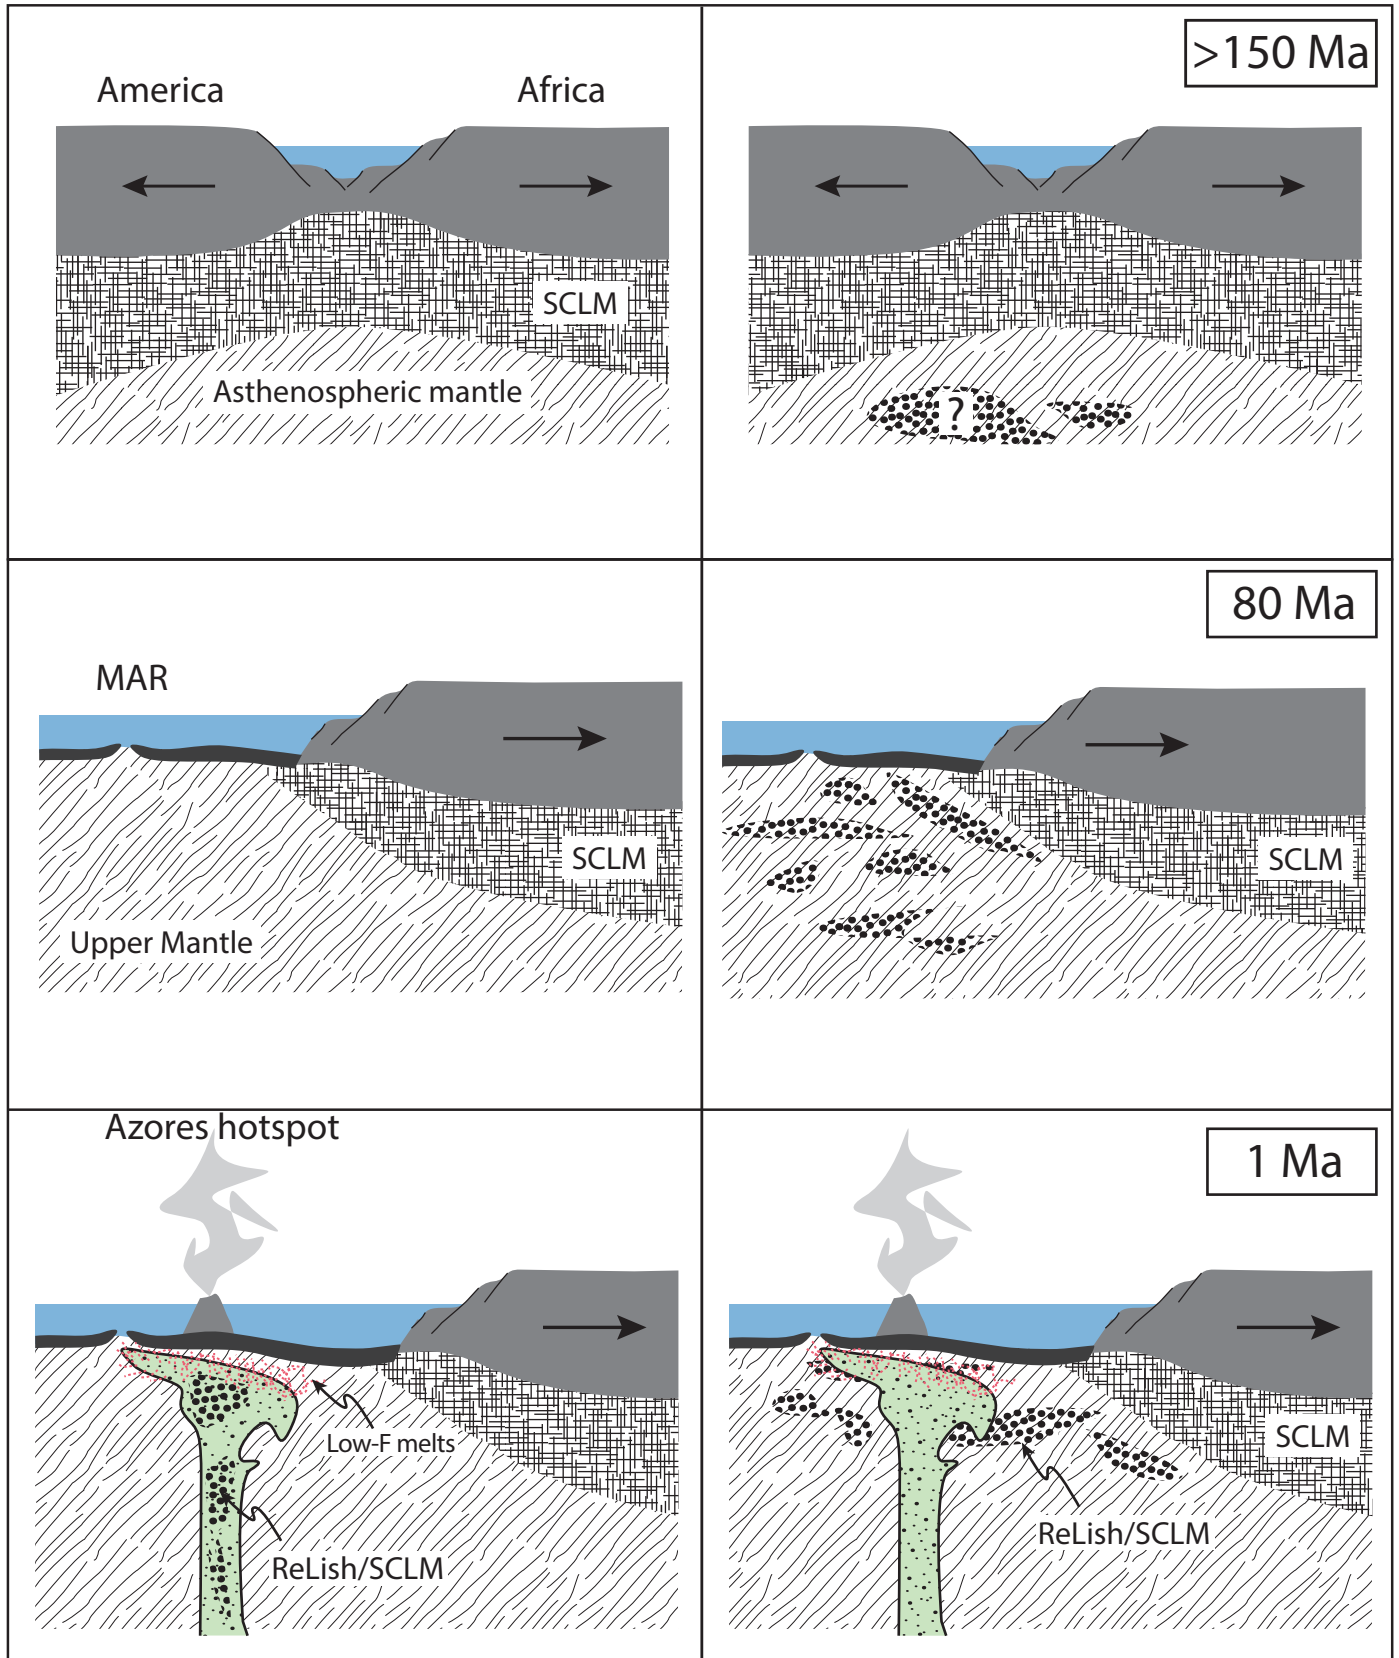 >150 Ma
America
Africa
SCLM
Asthenospheric mantle
?
80 Ma
MAR
SCLM
Upper Mantle
SCLM
Azores hotspot
1 Ma
Low-F melts
ReLish/SCLM
SCLM
ReLish/SCLM